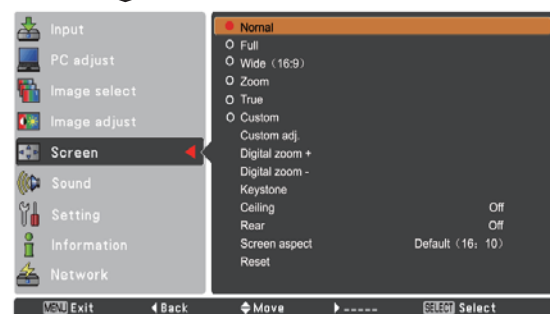 Input
PC adjust
Image select
Image adjust
Screen
Sound
Setting
Information
Network
Normal
Full
Wide（16:9）
Zoom
True
Custom
Custom adj.
Digital zoom +
Digital zoom -
Keystone
Ceiling Off
Rear Off
Screen aspect Default（16：10）
Reset
MENU Exit Back Move ----- SELECT Select